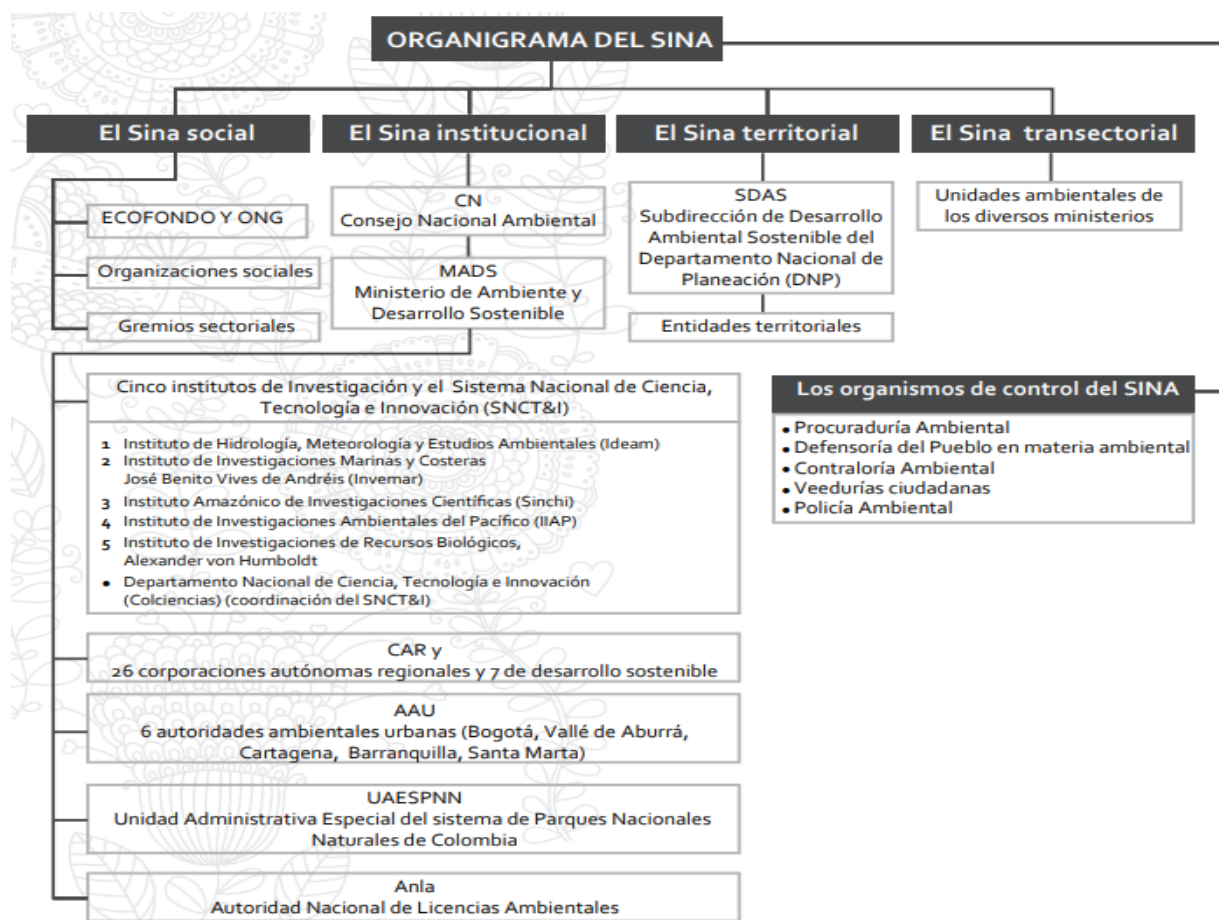 ORGANIGRAMA DEL SINA
El Sina social
ECOFONDO Y ONG
Organizaciones sociales
Gremios sectoriales
El Sina institucional
CN
Consejo Nacional Ambiental
MADS
Ministerio de Ambiente y
Desarrollo Sostenible
El Sina territorial
SDAS
Subdirección de Desarrollo
Ambiental Sostenible del
Departamento Nacional de
Planeación (DNP)
Entidades territoriales
El Sina transectorial
Unidades ambientales de
los diversos ministerios
Cinco institutos de Investigación y el Sistema Nacional de Ciencia,
Tecnología e Innovación (SNCT&I)
1 Instituto de Hidrología, Meteorología y Estudios Ambientales (Ideam)
2 Instituto de Investigaciones Marinas y Costeras
José Benito Vives de Andréis (Invemar)
3 Instituto Amazónico de Investigaciones Científicas (Sinchi)
4 Instituto de Investigaciones Ambientales del Pacífico (IIAP)
5 Instituto de Investigaciones de Recursos Biológicos,
Alexander von Humboldt
• Departamento Nacional de Ciencia, Tecnología e Innovación
(Colciencias) (coordinación del SNCT&I)
CAR y
26 corporaciones autónomas regionales y 7 de desarrollo sostenible
AAU
6 autoridades ambientales urbanas (Bogotá, Vallé de Aburrá,
Cartagena, Barranquilla, Santa Marta)
UAESPNN
Unidad Administrativa Especial del sistema de Parques Nacionales
Naturales de Colombia
Anla
Autoridad Nacional de Licencias Ambientales
Los organismos de control del SINA
• Procuraduría Ambiental
• Defensoría del Pueblo en materia ambiental
• Contraloría Ambiental
• Veedurías ciudadanas
• Policía Ambiental